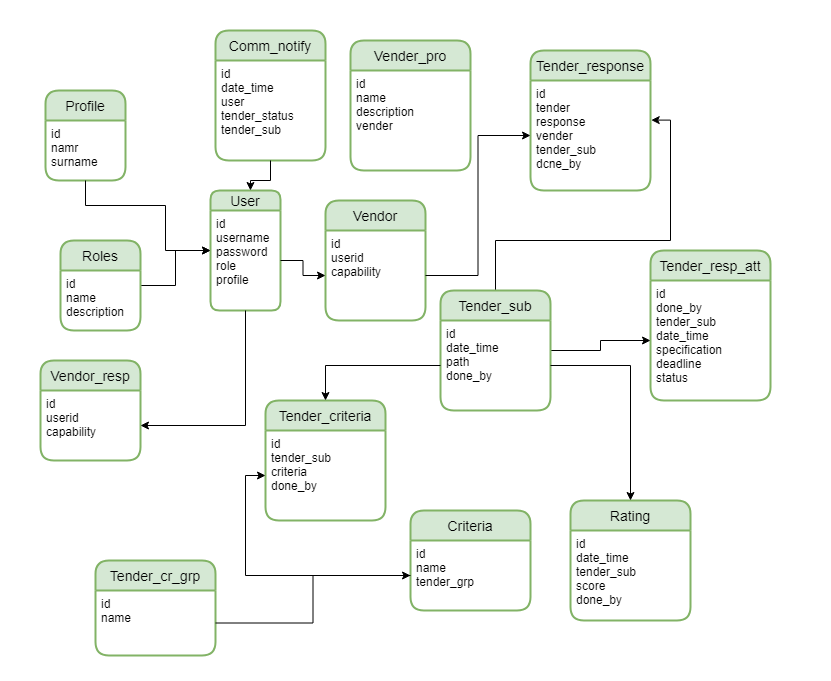 Comm_notify
id
date_time
user
tender_status
tender_sub
Vender_pro
id
name
description
vender
Tender_response
id
tender
response
vender
tender_sub
dcne_by
Profile
id
namr
surname
User
id
username
password
role
profile
Vendor
id
userid
capability
Roles
id
name
description
Tender_resp_att
id
done_by
tender_sub
date_time
specification
deadline
status
Tender_sub
id
date_time
path
done_by
Vendor_resp
id
userid
capability
Tender_criteria
id
tender_sub
criteria
done_by
Criteria
id
name
tender_grp
Rating
id
date_time
tender_sub
score
done_by
Tender_cr_grp
id
name